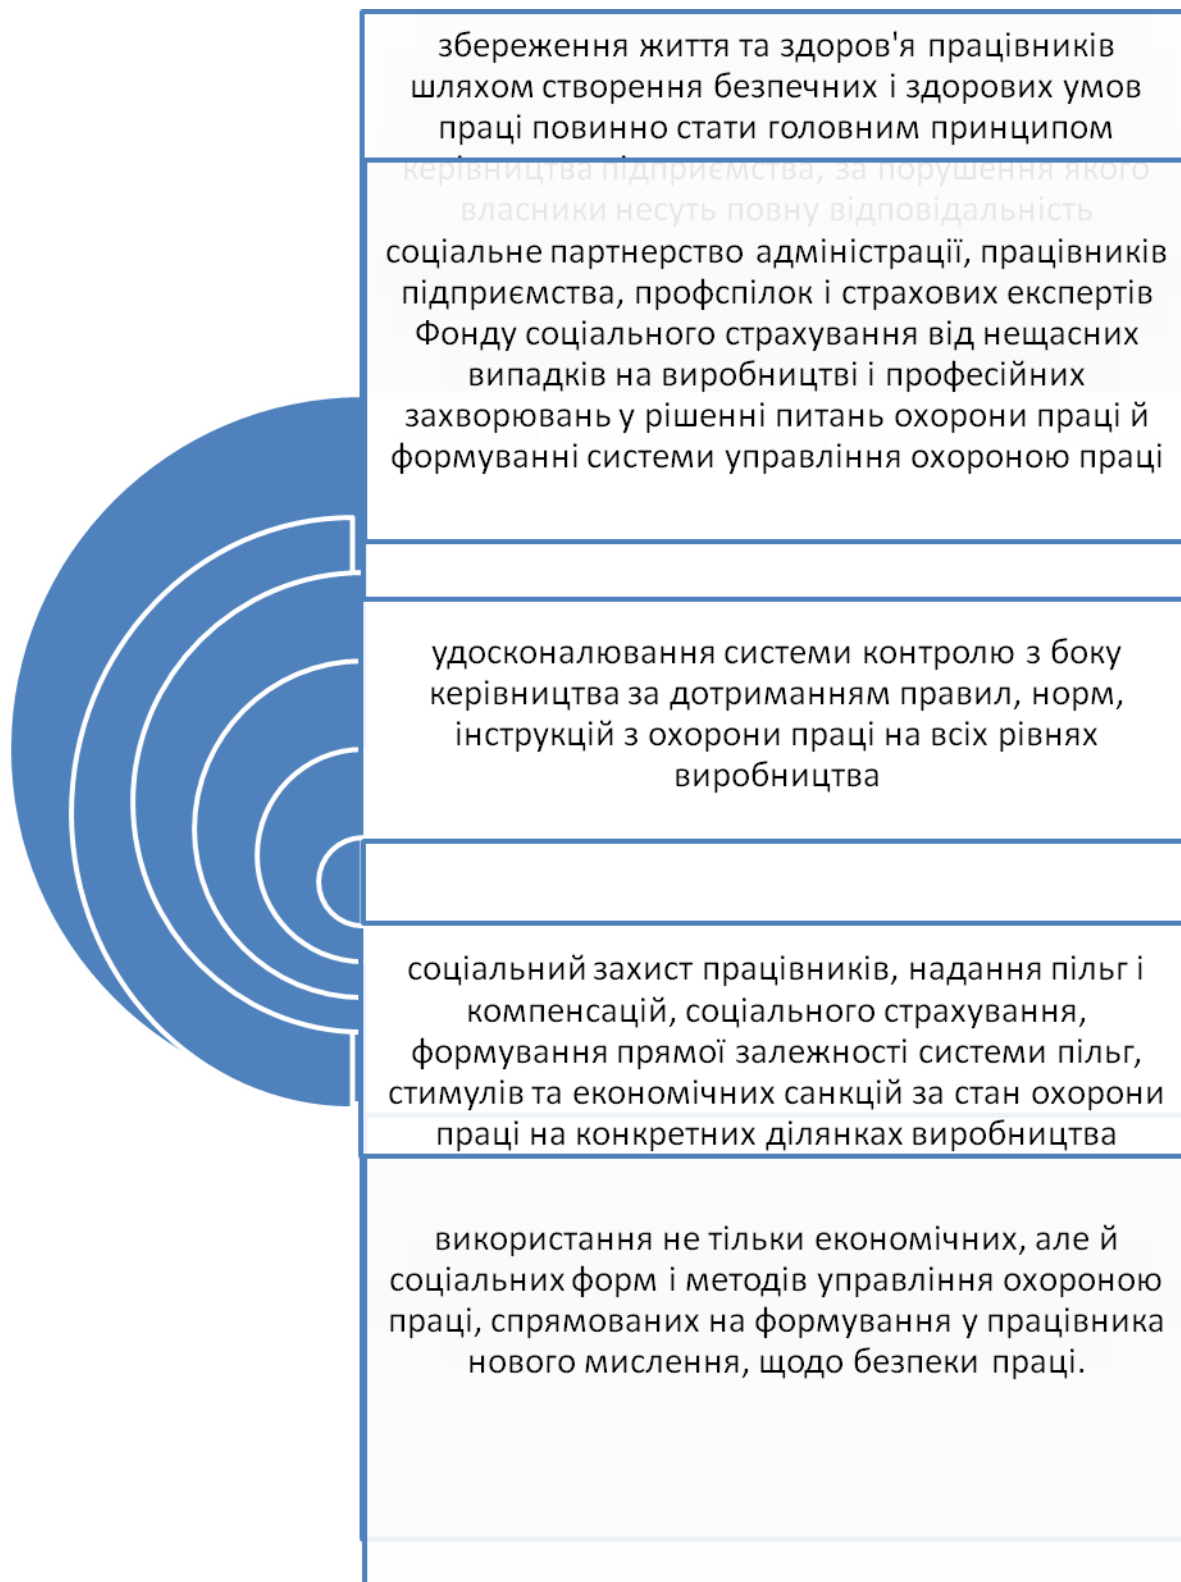 збереження життя та здоров'я працівників
шляхом створення безпечних і здорових умов
праці повинно стати головним принципом
керівництва підприємства, за порушення якого
власники несуть повну відповідальність
соціальне партнерство адміністрації, працівників
підприємства, профспілок і страхових експертів
Фонду соціального страхування від нещасних
випадків на виробництві і професійних
захворювань у рішенні питань охорони праці й
формуванні системи управління охороною праці
удосконалювання системи контролю з боку
керівництва за дотриманням правил, норм,
інструкцій з охорони праці на всіх рівнях
виробництва
соціальний захист працівників, надання пільг і
компенсацій, соціального страхування,
формування прямої залежності системи пільг,
стимулів та економічних санкцій за стан охорони
праці на конкретних ділянках виробництва
використання не тільки економічних, але й
соціальних форм і методів управління охороною
праці, спрямованих на формування у працівника
нового мислення, щодо безпеки праці.